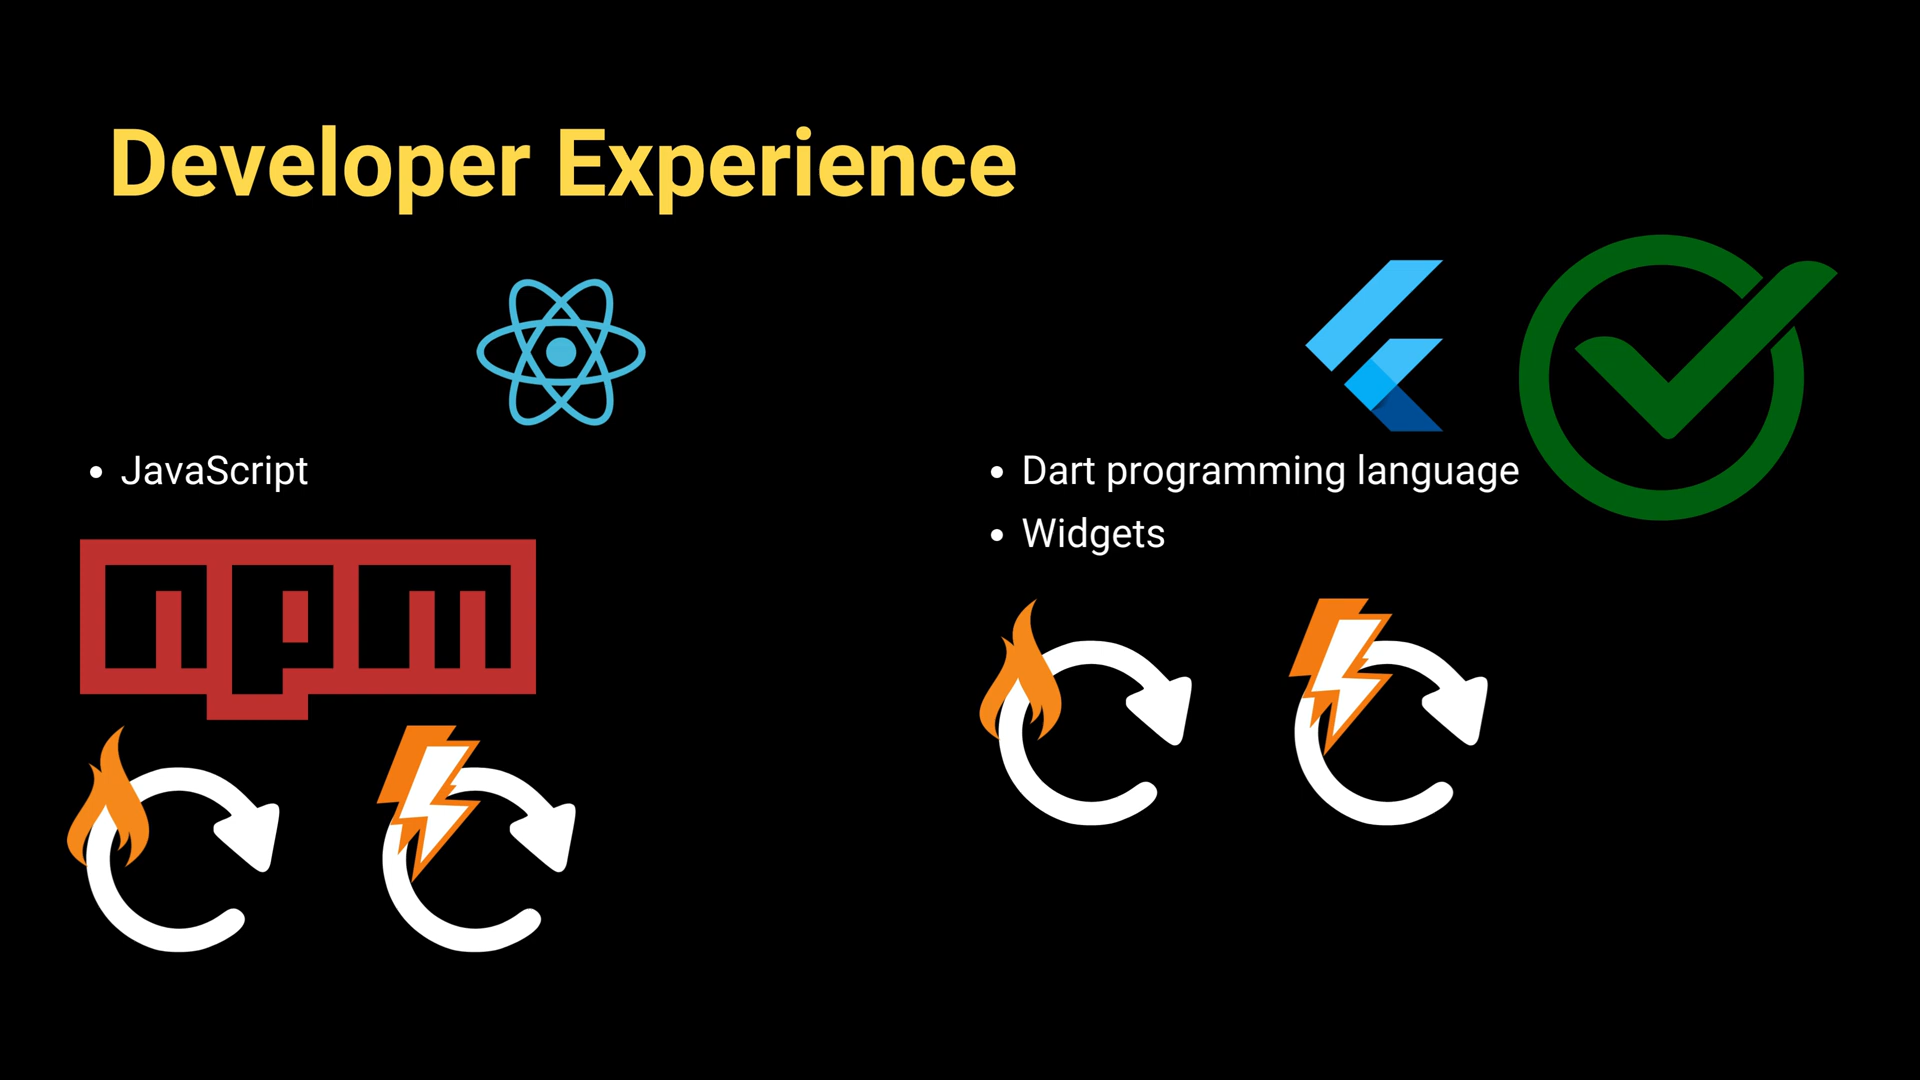 Developer Experience
JavaScript
npm
Dart programming language
Widgets